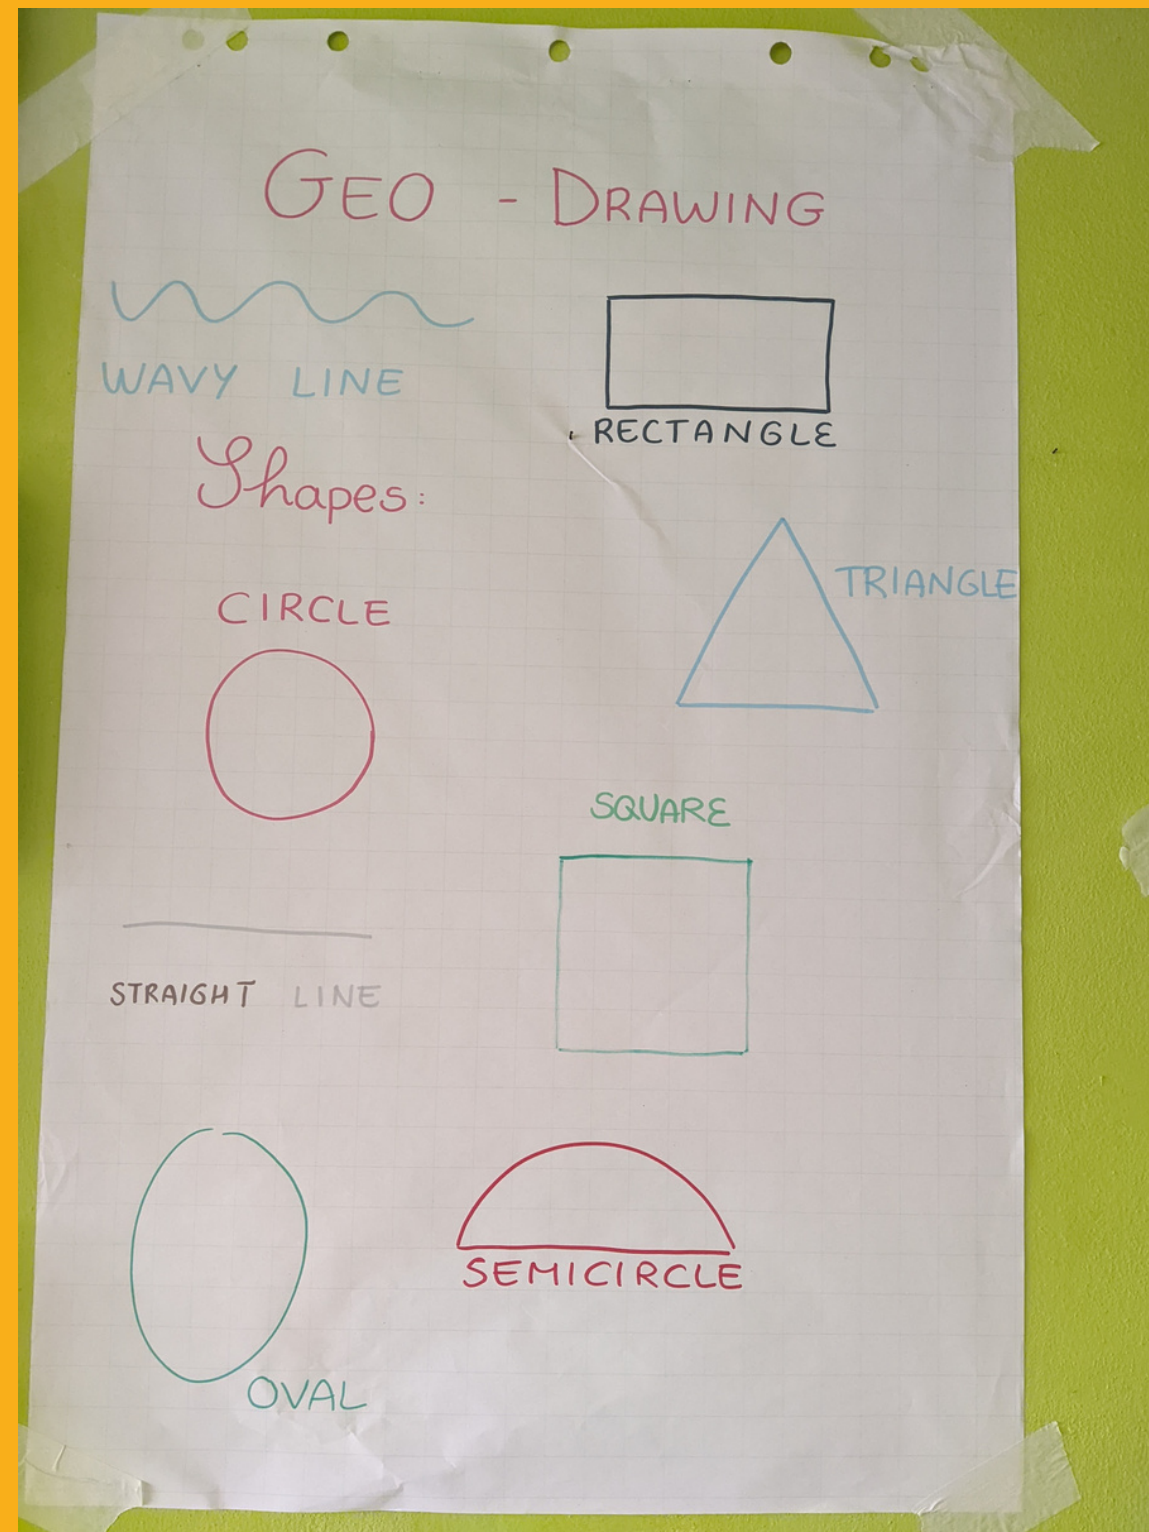 GEO - DRAWING
WAVY LINE
RECTANGLE
Shapes:
TRIANGLE
CIRCLE
SQUARE
STRAIGHT LINE
SEMICIRCLE
OVAL